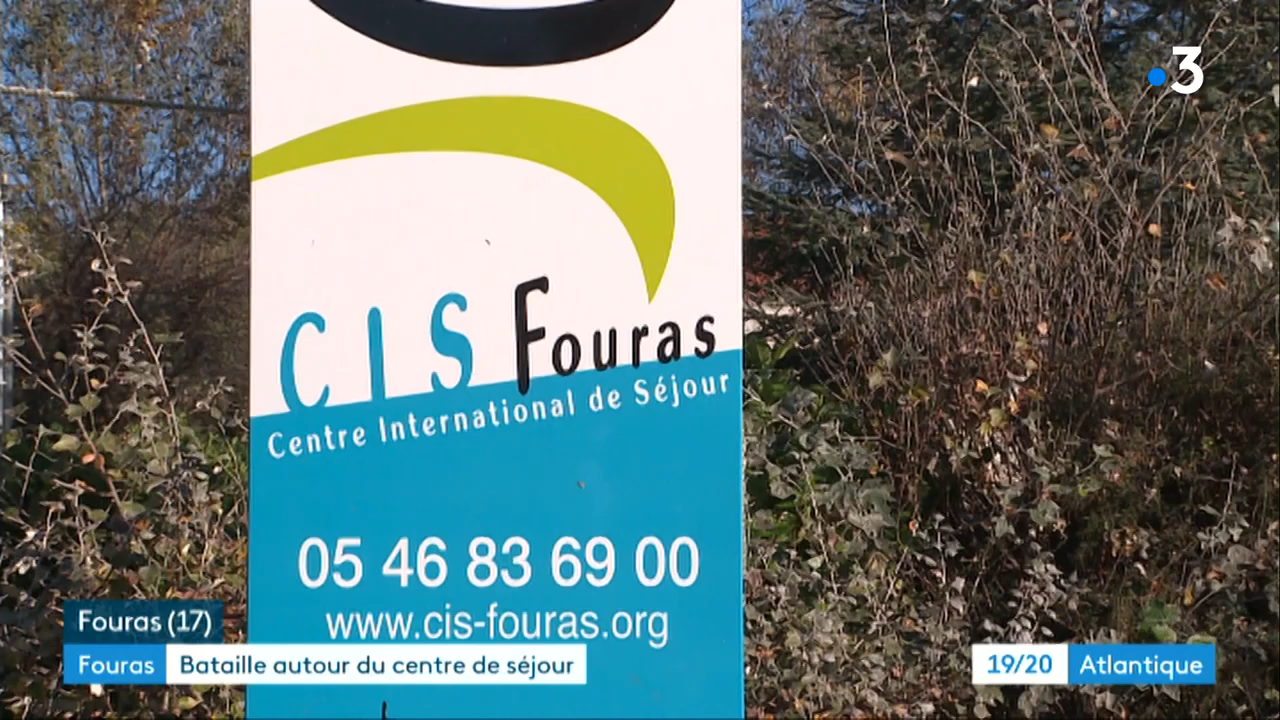 3
CIS Fouras
Centre International de Séjour
05 46 83 69 00
www.cis-fouras.org
Fouras (17)
Fouras Bataille autour du centre de séjour
19/20 Atlantique